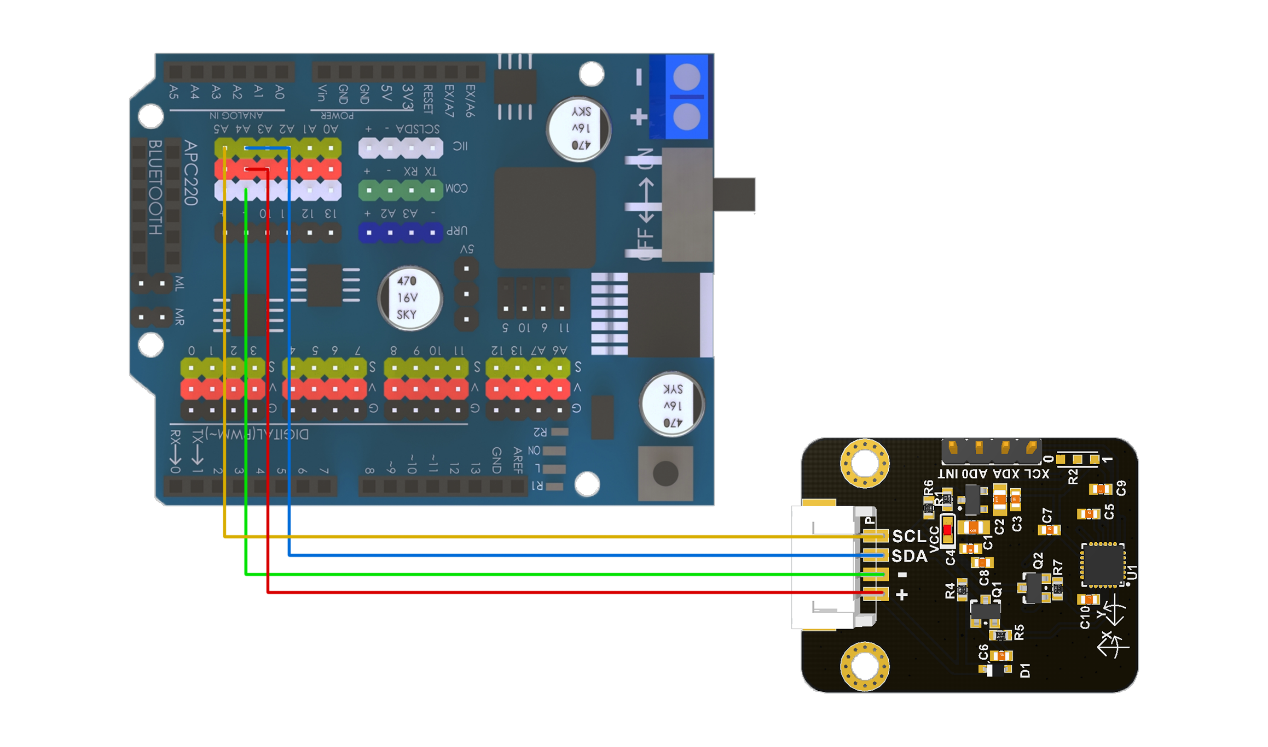 A5 A4 A3 A2 A1 A0
Vin GND GND 5V 3V3 RESET EX/A7 EX/A6
ANALOG IN
POWER
-
+
SKY
16v
470
A5 A4 A3 A2 A1 A0
+ - SDA SCL
IIC
BLUETOOTH
APC220
+ - RX TX
COM
OFF ON
+ - 10 11 12 13
+ A2 A3 -
URP
5V
ML
MR
470
16V
SKY
5 10 6 11
0 1 2 3 4 5 6 7 8 9 10 11 12 13 A7 A6
S S S S
V V V V
G G G G
SYK
16v
470
DIGITAL(PWM~)
RX→0 TX→1 2 3 4 5 6 7
8 ~9 ~10 ~11 12 13 GND AREF
R2
ON
L
R1
INT AD0 XDA XCL
0 R2 1
R6 R1 C2 C3 C9
C5
C7
P
SCL
SDA
-
+
VCC
C4 C1
C8
Q2 R7
U1
R4 Q1
C10
Y
X
R5
C6
D1